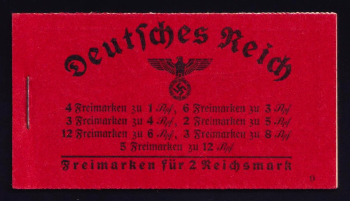 Deutsches Reich
4 Freimarken zu 1 Rpf, 6 Freimarken zu 3 Rpf
3 Freimarken zu 4 Rpf, 2 Freimarken zu 5 Rpf
12 Freimarken zu 6 Rpf, 3 Freimarken zu 8 Rpf
5 Freimarken zu 12 Rpf
Freimarken für 2 Reichsmark